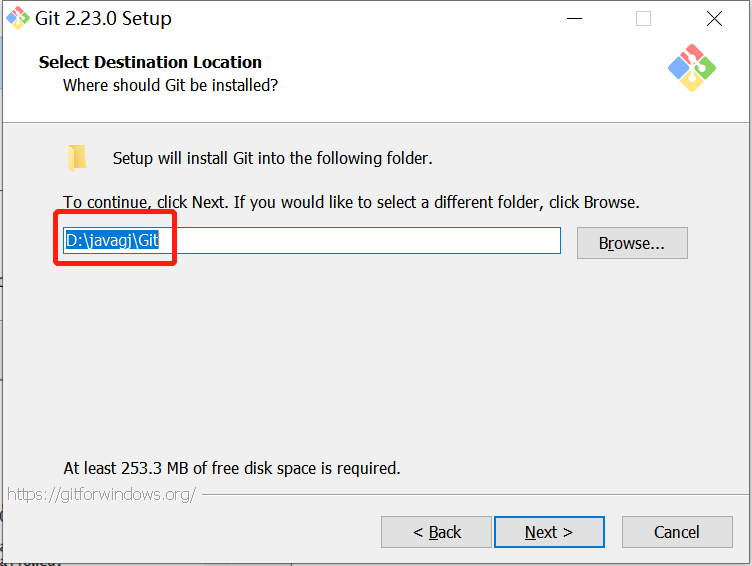 Git 2.23.0 Setup
Select Destination Location
Where should Git be installed?
Setup will install Git into the following folder.
To continue, click Next. If you would like to select a different folder, click Browse.
D:\javagj\Git
Browse...
At least 253.3 MB of free disk space is required.
https://gitforwindows.org/
< Back
Next >
Cancel